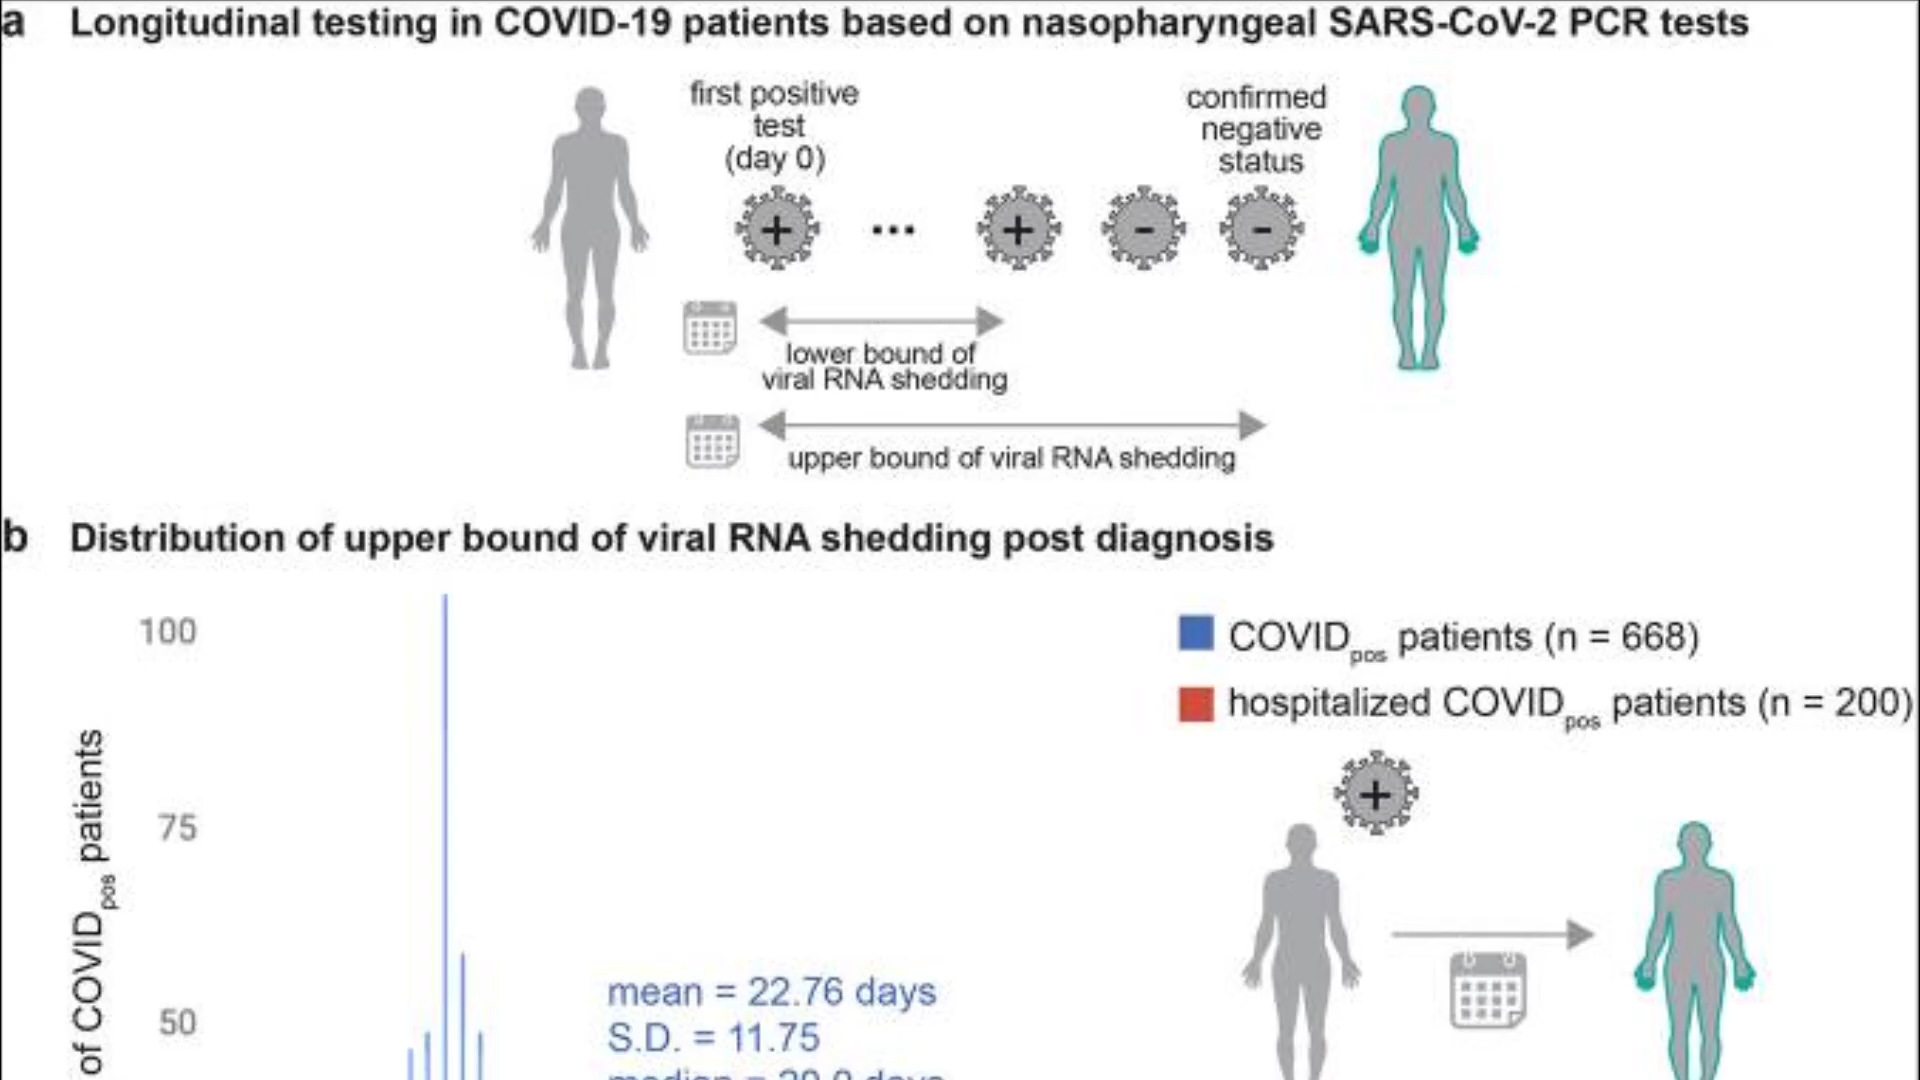 a Longitudinal testing in COVID-19 patients based on nasopharyngeal SARS-CoV-2 PCR tests
first positive
test
(day 0)
confirmed
negative
status
+ ... + - -
lower bound of
viral RNA shedding
upper bound of viral RNA shedding
b Distribution of upper bound of viral RNA shedding post diagnosis
100
75
50
of COVIDpos patients
COVIDpos patients (n = 668)
hospitalized COVIDpos patients (n = 200)
+
mean = 22.76 days
S.D. = 11.75